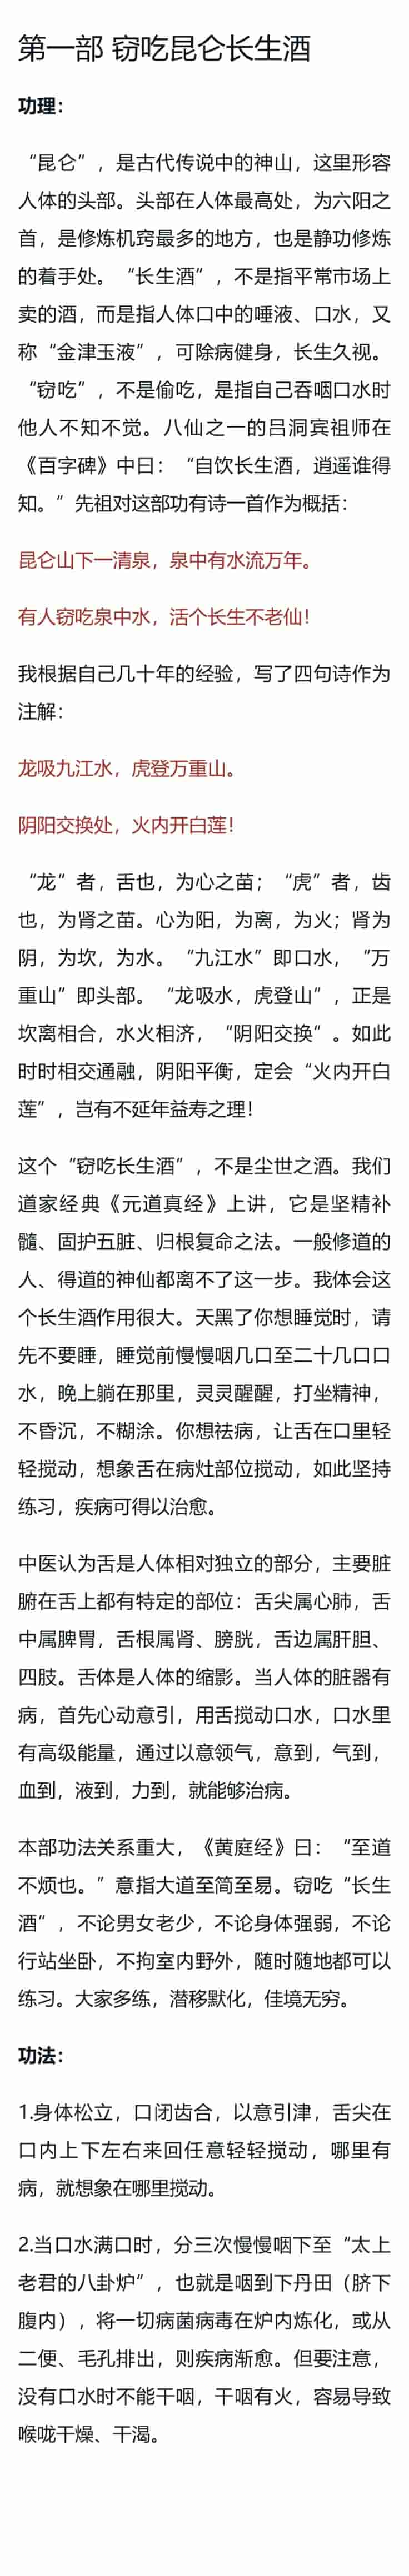 第一部 窃吃昆仑长生酒
功理：
“昆仑”，是古代传说中的神山，这里形容
人体的头部。头部在人体最高处，为六阳之
首，是修炼机窍最多的地方，也是静功修炼
的着手处。“长生酒”，不是指平常市场上
卖的酒，而是指人体口中的唾液、口水，又
称“金津玉液”，可除病健身，长生久视。
“窃吃”，不是偷吃，是指自己吞咽口水时
他人不知不觉。八仙之一的吕洞宾祖师在
《百字碑》中曰：“自饮长生酒，逍遥谁得
知。”先祖对这部功有诗一首作为概括：
昆仑山下一清泉，泉中有水流万年。
有人窃吃泉中水，活个长生不老仙！
我根据自己几十年的经验，写了四句诗作为
注解：
龙吸九江水，虎登万重山。
阴阳交换处，火内开白莲！
“龙”者，舌也，为心之苗；“虎”者，齿
也，为肾之苗。心为阳，为离，为火；肾为
阴，为坎，为水。“九江水”即口水，“万
重山”即头部。“龙吸水，虎登山”，正是
坎离相合，水火相济，“阴阳交换”。如此
时时相交通融，阴阳平衡，定会“火内开白
莲”，岂有不延年益寿之理！
这个“窃吃长生酒”，不是尘世之酒。我们
道家经典《元道真经》上讲，它是坚精补
髓、固护五脏、归根复命之法。一般修道的
人、得道的神仙都离不了这一步。我体会这
个长生酒作用很大。天黑了你想睡觉时，请
先不要睡，睡觉前慢慢咽几口至二十几口口
水，晚上躺在那里，灵灵醒醒，打坐精神，
不昏沉，不糊涂。你想祛病，让舌在口里轻
轻搅动，想象舌在病灶部位搅动，如此坚持
练习，疾病可得以治愈。
中医认为舌是人体相对独立的部分，主要脏
腑在舌上都有特定的部位：舌尖属心肺，舌
中属脾胃，舌根属肾、膀胱，舌边属肝胆、
四肢。舌体是人体的缩影。当人体的脏器有
病，首先心动意引，用舌搅动口水，口水里
有高级能量，通过以意领气，意到，气到，
血到，液到，力到，就能够治病。
本部功法关系重大，《黄庭经》曰：“至道
不烦也。”意指大道至简至易。窃吃“长生
酒”，不论男女老少，不论身体强弱，不论
行站坐卧，不拘室内野外，随时随地都可以
练习。大家多练，潜移默化，佳境无穷。
功法：
1.身体松立，口闭齿合，以意引津，舌尖在
口内上下左右来回任意轻轻搅动，哪里有
病，就想象在哪里搅动。
2.当口水满口时，分三次慢慢咽下至“太上
老君的八卦炉”，也就是咽到下丹田（脐下
腹内），将一切病菌病毒在炉内炼化，或从
二便、毛孔排出，则疾病渐愈。但要注意，
没有口水时不能干咽，干咽有火，容易导致
喉咙干燥、干渴。